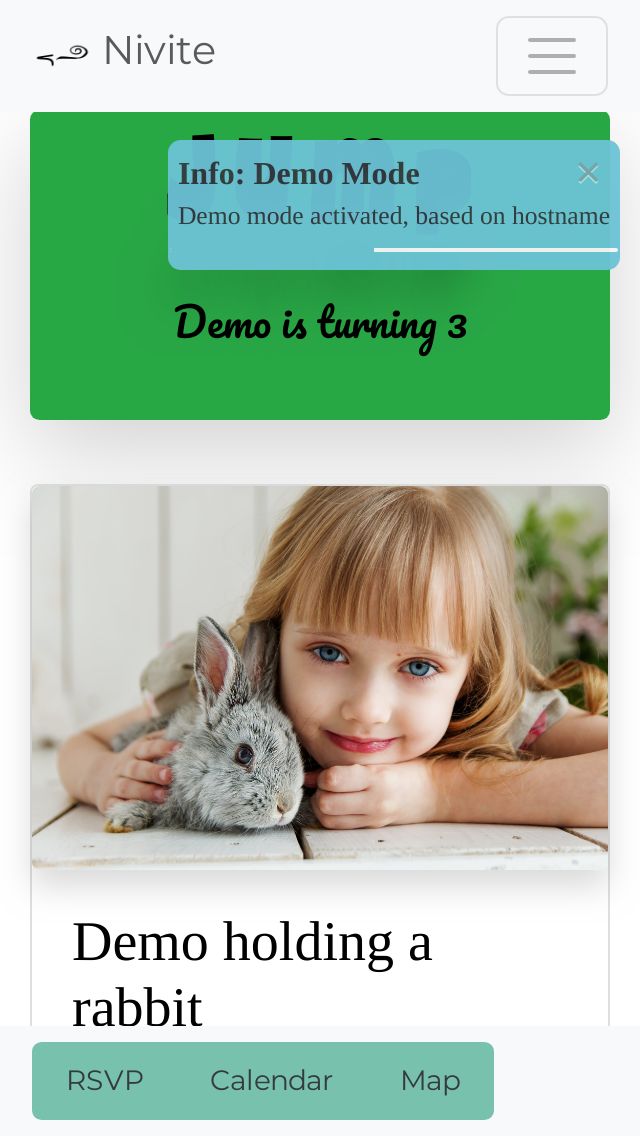 Nivite
Info: Demo Mode
Demo mode activated, based on hostname
Demo is turning 3
Demo holding a
rabbit
RSVP Calendar Map